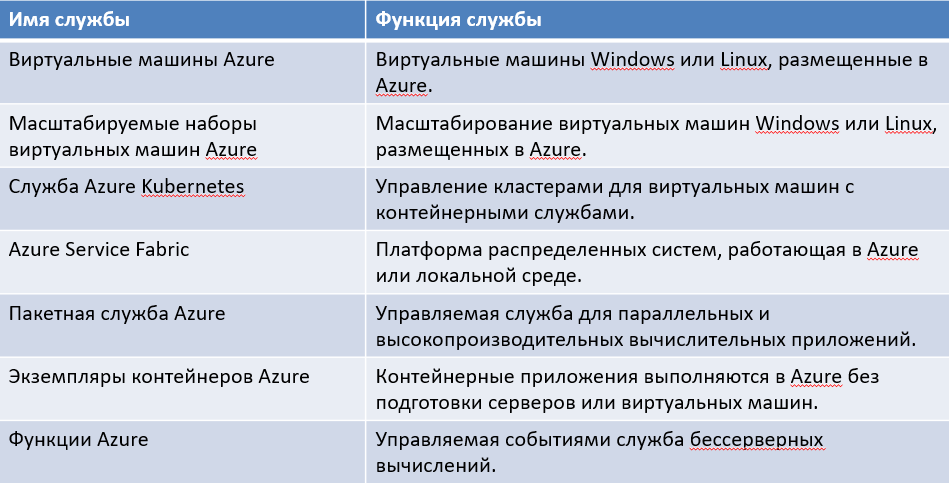 Имя службы
Функция службы
Виртуальные машины Azure
Виртуальные машины Windows или Linux, размещенные в
Azure.
Масштабируемые наборы
виртуальных машин Azure
Масштабирование виртуальных машин Windows или Linux,
размещенных в Azure.
Служба Azure Kubernetes
Управление кластерами для виртуальных машин с
контейнерными службами.
Azure Service Fabric
Платформа распределенных систем, работающая в Azure
или локальной среде.
Пакетная служба Azure
Управляемая служба для параллельных и
высокопроизводительных вычислительных приложений.
Экземпляры контейнеров Azure
Контейнерные приложения выполняются в Azure без
подготовки серверов или виртуальных машин.
Функции Azure
Управляемая событиями служба бессерверных
вычислений.